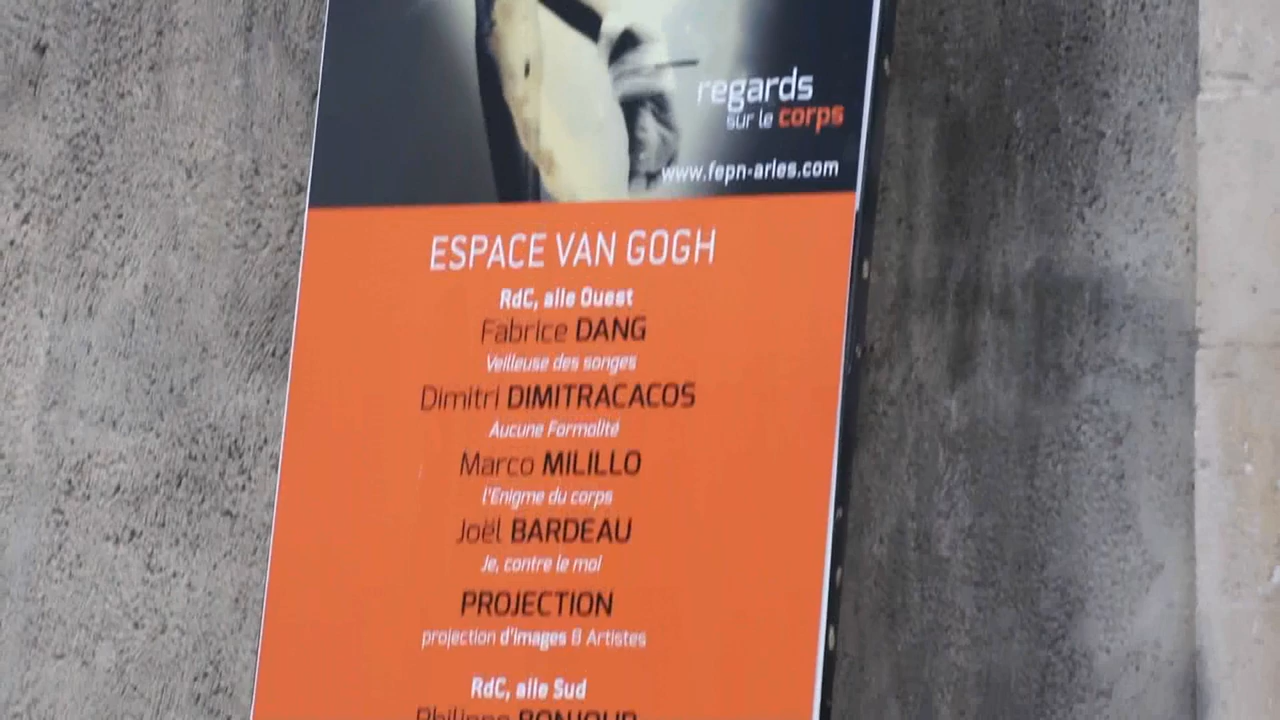 regards
sur le corps
www.fepn-arles.com
ESPACE VAN GOGH
RdC, aile Ouest
Fabrice DANG
Veilleuse des songes
Dimitri DIMITRACACOS
Aucune Formalité
Marco MILILLO
l'Enigme du corps
Joël BARDEAU
Je, contre le moi
PROJECTION
projection d'images & Artistes
RdC, aile Sud
Philippe BONJOUR